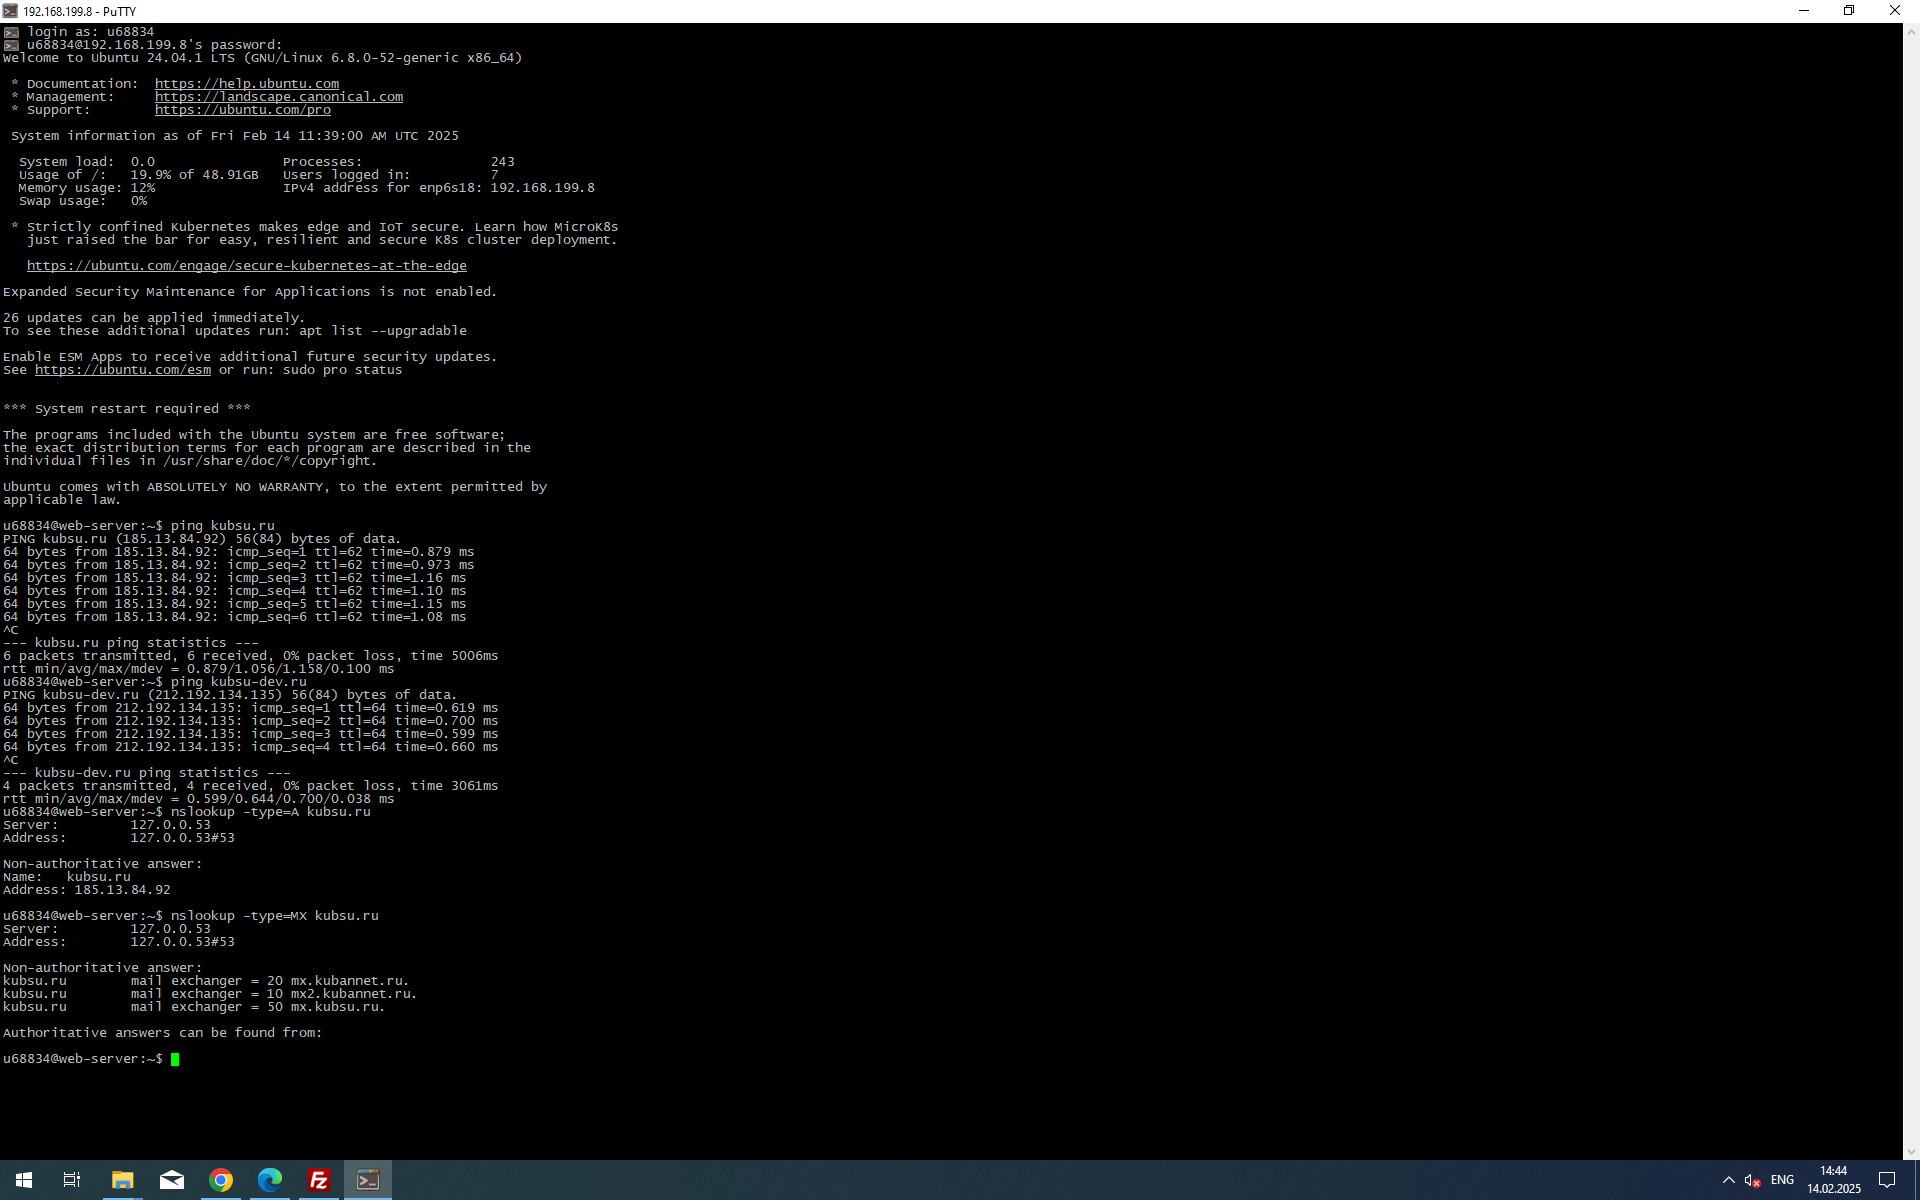 192.168.199.8 - PuTTY
login as: u68834
u68834@192.168.199.8's password:
Welcome to Ubuntu 24.04.1 LTS (GNU/Linux 6.8.0-52-generic x86_64)
* Documentation:  https://help.ubuntu.com
* Management:     https://landscape.canonical.com
* Support:        https://ubuntu.com/pro
System information as of Fri Feb 14 11:39:00 AM UTC 2025
System load:  0.0                Processes:                243
Usage of /:   19.9% of 48.91GB   Users logged in:          7
Memory usage: 12%                IPv4 address for enp6s18: 192.168.199.8
Swap usage:   0%
* Strictly confined Kubernetes makes edge and IoT secure. Learn how MicroK8s
just raised the bar for easy, resilient and secure K8s cluster deployment.
https://ubuntu.com/engage/secure-kubernetes-at-the-edge
Expanded Security Maintenance for Applications is not enabled.
26 updates can be applied immediately.
To see these additional updates run: apt list --upgradable
Enable ESM Apps to receive additional future security updates.
See https://ubuntu.com/esm or run: sudo pro status
*** System restart required ***
The programs included with the Ubuntu system are free software;
the exact distribution terms for each program are described in the
individual files in /usr/share/doc/*/copyright.
Ubuntu comes with ABSOLUTELY NO WARRANTY, to the extent permitted by
applicable law.
u68834@web-server:~$ ping kubsu.ru
PING kubsu.ru (185.13.84.92) 56(84) bytes of data.
64 bytes from 185.13.84.92: icmp_seq=1 ttl=62 time=0.879 ms
64 bytes from 185.13.84.92: icmp_seq=2 ttl=62 time=0.973 ms
64 bytes from 185.13.84.92: icmp_seq=3 ttl=62 time=1.16 ms
64 bytes from 185.13.84.92: icmp_seq=4 ttl=62 time=1.10 ms
64 bytes from 185.13.84.92: icmp_seq=5 ttl=62 time=1.15 ms
64 bytes from 185.13.84.92: icmp_seq=6 ttl=62 time=1.08 ms
^C
--- kubsu.ru ping statistics ---
6 packets transmitted, 6 received, 0% packet loss, time 5006ms
rtt min/avg/max/mdev = 0.879/1.056/1.158/0.100 ms
u68834@web-server:~$ ping kubsu-dev.ru
PING kubsu-dev.ru (212.192.134.135) 56(84) bytes of data.
64 bytes from 212.192.134.135: icmp_seq=1 ttl=64 time=0.619 ms
64 bytes from 212.192.134.135: icmp_seq=2 ttl=64 time=0.700 ms
64 bytes from 212.192.134.135: icmp_seq=3 ttl=64 time=0.599 ms
64 bytes from 212.192.134.135: icmp_seq=4 ttl=64 time=0.660 ms
^C
--- kubsu-dev.ru ping statistics ---
4 packets transmitted, 4 received, 0% packet loss, time 3061ms
rtt min/avg/max/mdev = 0.599/0.644/0.700/0.038 ms
u68834@web-server:~$ nslookup -type=A kubsu.ru
Server:         127.0.0.53
Address:        127.0.0.53#53
Non-authoritative answer:
Name:   kubsu.ru
Address: 185.13.84.92
u68834@web-server:~$ nslookup -type=MX kubsu.ru
Server:         127.0.0.53
Address:        127.0.0.53#53
Non-authoritative answer:
kubsu.ru        mail exchanger = 20 mx.kubannet.ru.
kubsu.ru        mail exchanger = 10 mx2.kubannet.ru.
kubsu.ru        mail exchanger = 50 mx.kubsu.ru.
Authoritative answers can be found from:
u68834@web-server:~$
Fz
ENG
14:44
14.02.2025